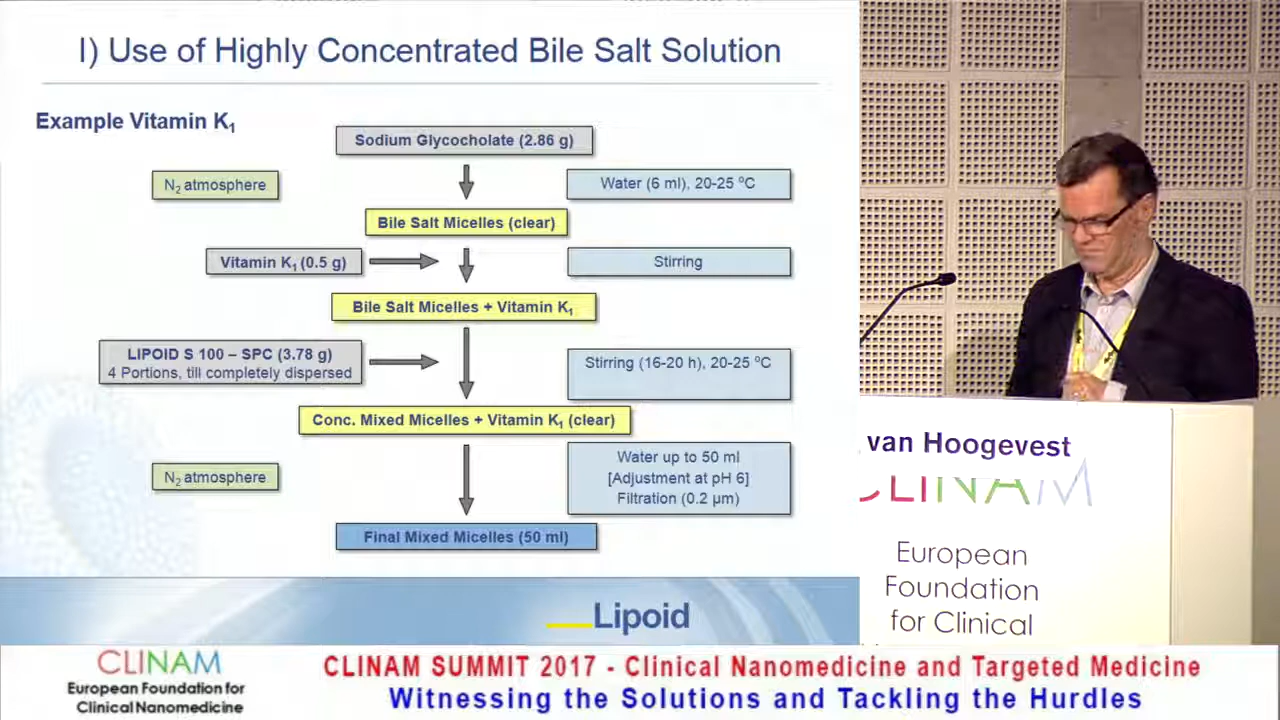 I) Use of Highly Concentrated Bile Salt Solution
Example Vitamin K1
Sodium Glycocholate (2.86 g)
N2 atmosphere
Water (6 ml), 20-25 ºC
Bile Salt Micelles (clear)
Vitamin K1 (0.5 g)
Stirring
Bile Salt Micelles + Vitamin K1
LIPOID S 100 – SPC (3.78 g)
4 Portions, till completely dispersed
Stirring (16-20 h), 20-25 ºC
Conc. Mixed Micelles + Vitamin K1 (clear)
N2 atmosphere
Water up to 50 ml
[Adjustment at pH 6]
Filtration (0.2 µm)
Final Mixed Micelles (50 ml)
Lipoid
van Hoogevest
CLINAM
European
Foundation
for Clinical
CLINAM
European Foundation for
Clinical Nanomedicine
CLINAM SUMMIT 2017 - Clinical Nanomedicine and Targeted Medicine
Witnessing the Solutions and Tackling the Hurdles